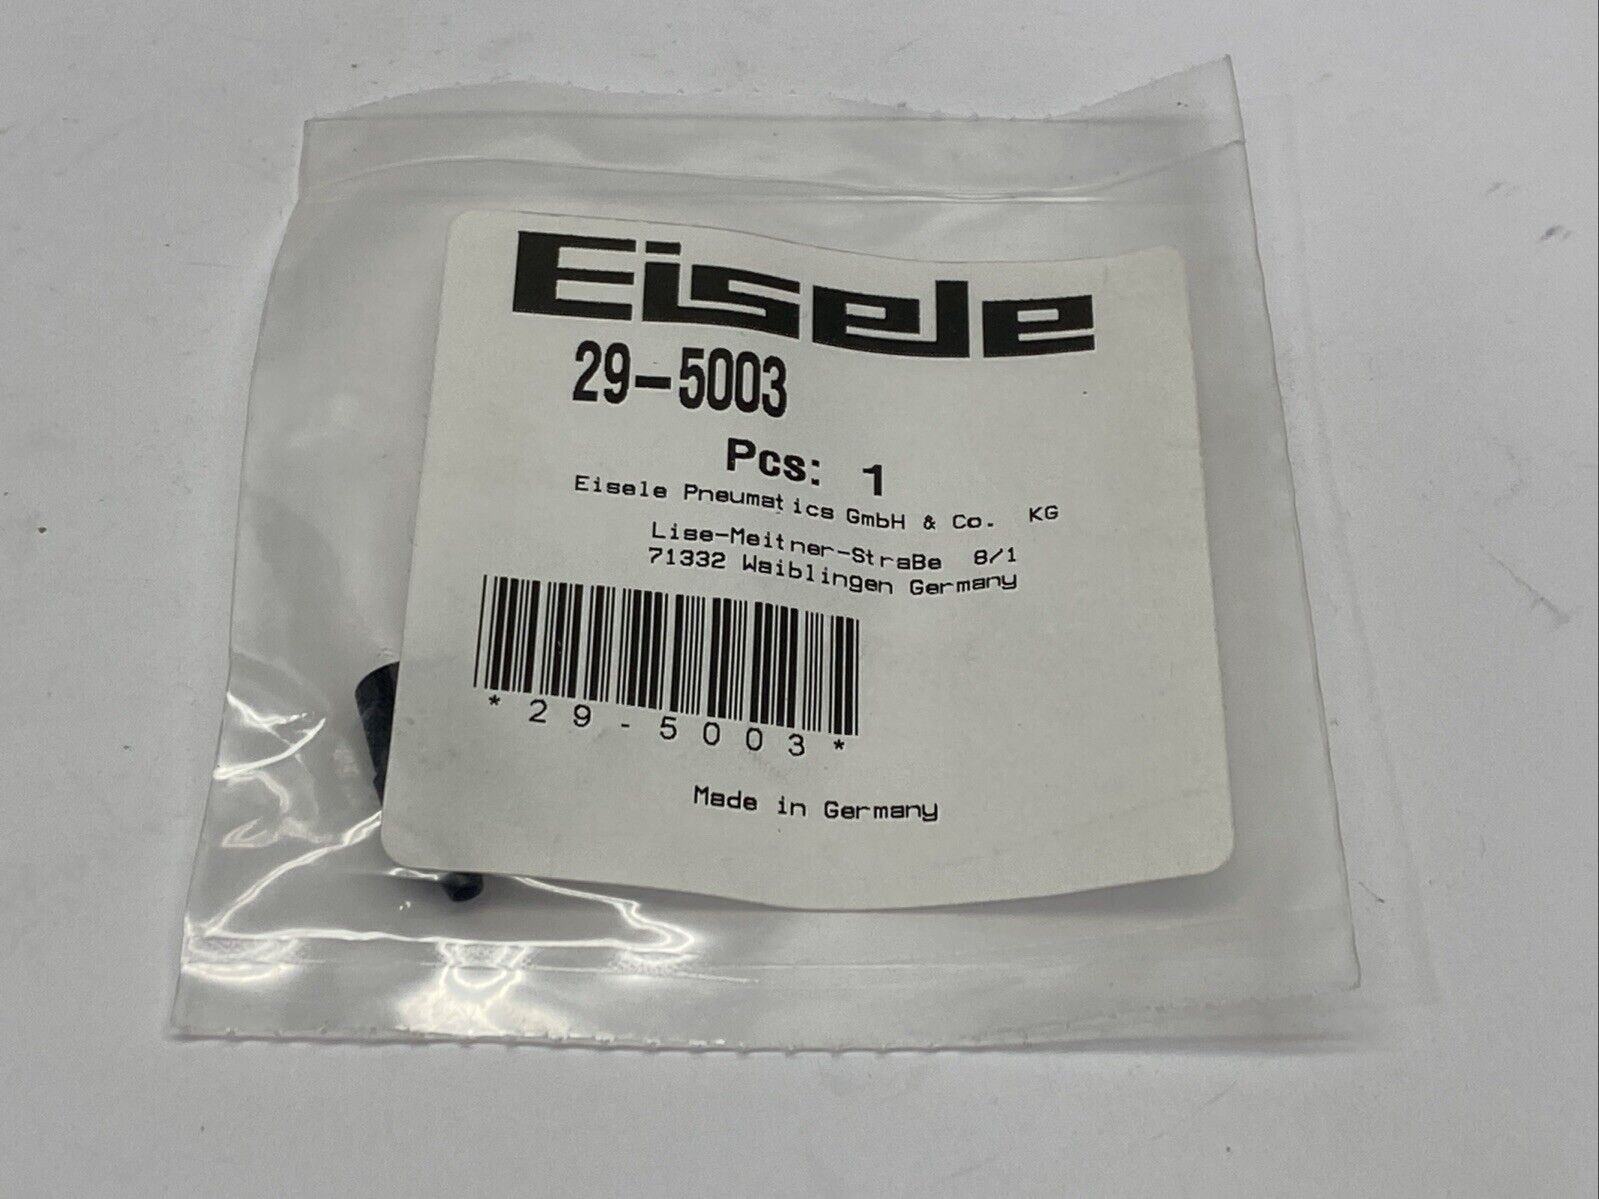 Eisele
29-5003
Pcs: 1
Eisele Pneumatics GmbH & Co. KG
Lise-Meitner-StraBe 8/1
71332 Waiblingen Germany
*29-5003*
Made in Germany